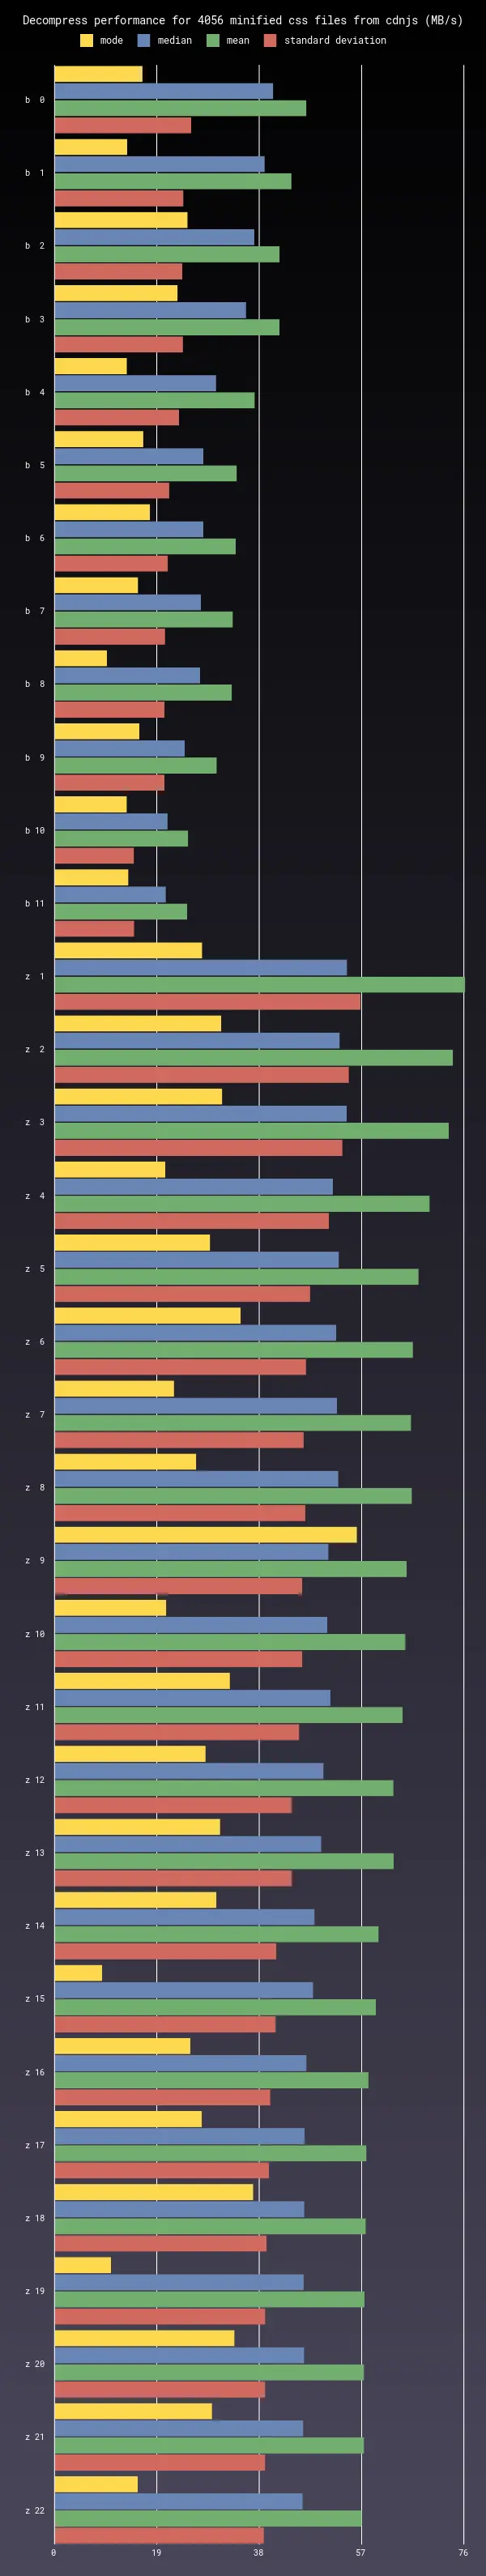 Decompress performance for 4056 minified css files from cdnjs (MB/s)
mode median mean standard deviation
b 0
b 1
b 2
b 3
b 4
b 5
b 6
b 7
b 8
b 9
b 10
b 11
z 1
z 2
z 3
z 4
z 5
z 6
z 7
z 8
z 9
z 10
z 11
z 12
z 13
z 14
z 15
z 16
z 17
z 18
z 19
z 20
z 21
z 22
0 19 38 57 76